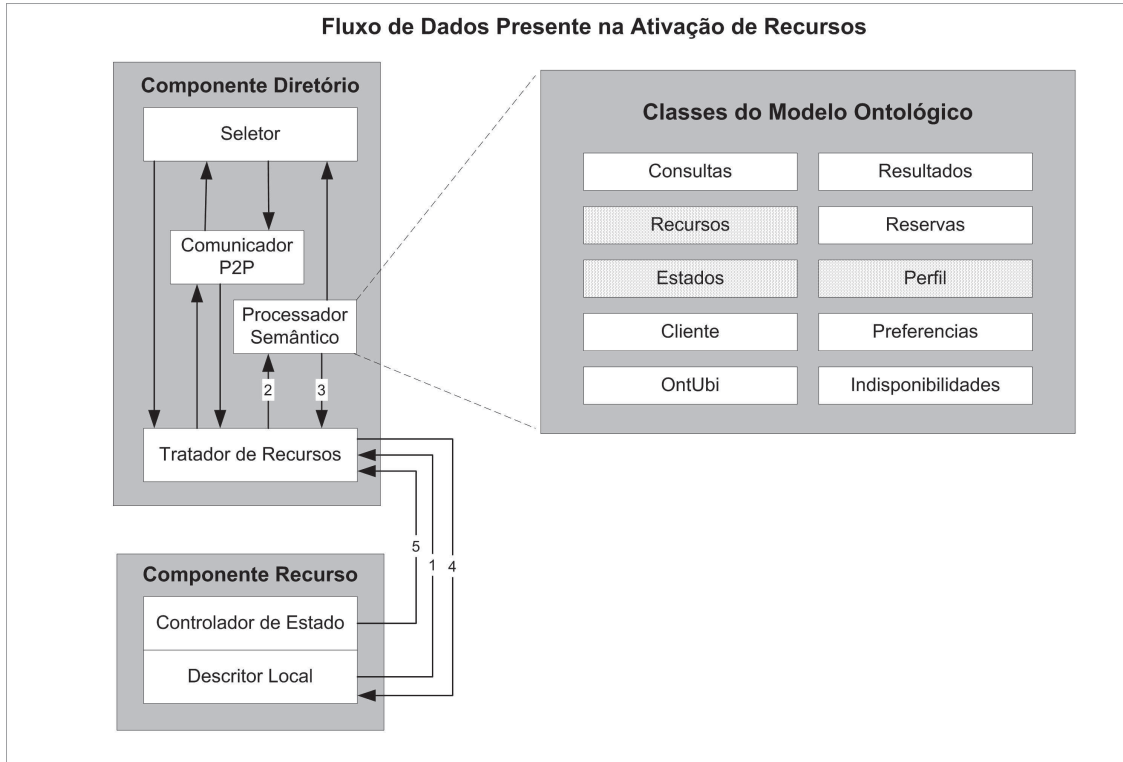 Fluxo de Dados Presente na Ativação de Recursos
Componente Diretório
Seletor
Comunicador
P2P
Processador
Semântico
2
3
Tratador de Recursos
5
1
4
Componente Recurso
Controlador de Estado
Descritor Local
Classes do Modelo Ontológico
Consultas
Resultados
Recursos
Reservas
Estados
Perfil
Cliente
Preferencias
OntUbi
Indisponibilidades